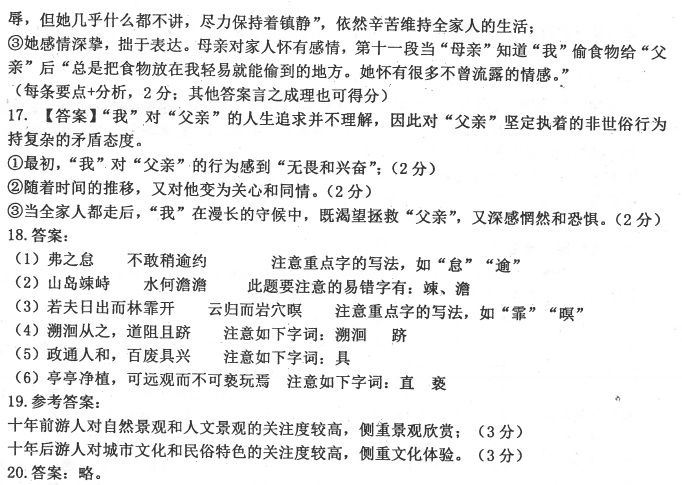 辱，但她几乎什么都不讲，尽力保持着镇静”，依然辛苦维持全家人的生活；
③她感情深挚，拙于表达。母亲对家人怀有感情，第十一段当“母亲”知道“我”偷食物给“父
亲”后“总是把食物放在我轻易就能偷到的地方。她怀有很多不曾流露的情感。”
（每条要点+分析，2 分；其他答案言之成理也可得分）
17. 【答案】“我”对“父亲”的人生追求并不理解，因此对“父亲”坚定执着的非世俗行为
持复杂的矛盾态度。
①最初，“我”对“父亲”的行为感到“无畏和兴奋”；（2 分）
②随着时间的推移，又对他变为关心和同情。（2 分）
③当全家人都走后，“我”在漫长的守候中，既渴望拯救“父亲”，又深感惘然和恐惧。（2 分）
18. 答案：
（1）弗之怠 不敢稍逾约 注意重点字的写法，如“怠”“逾”
（2）山岛竦峙 水何澹澹 此题要注意的易错字有：竦、澹
（3）若夫日出而林霏开 云归而岩穴暝 注意重点字的写法，如“霏”“暝”
（4）溯洄从之，道阻且跻 注意如下字词：溯洄 跻
（5）政通人和，百废具兴 注意如下字词：具
（6）亭亭净植，可远观而不可亵玩焉 注意如下字词：直 亵
19. 参考答案：
十年前游人对自然景观和人文景观的关注度较高，侧重景观欣赏；（3 分）
十年后游人对城市文化和民俗特色的关注度较高，侧重文化体验。（3 分）
20. 答案：略。